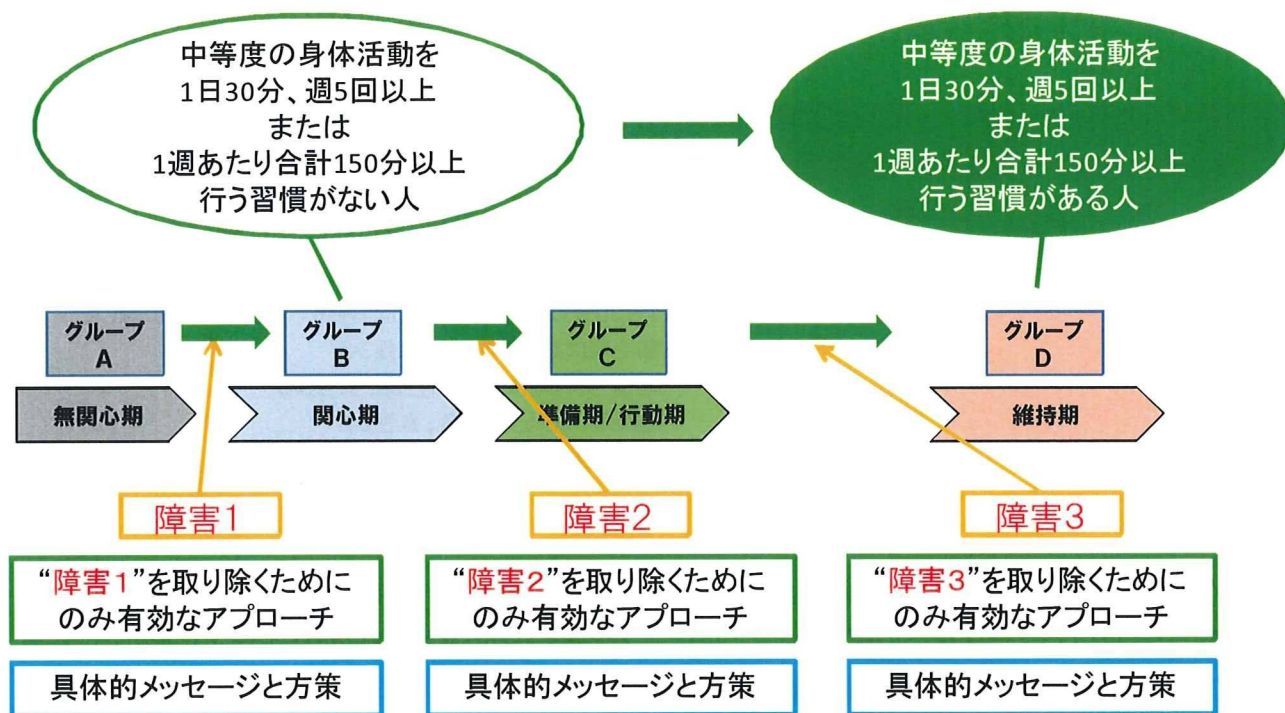 中等度の身体活動を
1日30分、週5回以上
または
1週あたり合計150分以上
行う習慣がない人
中等度の身体活動を
1日30分、週5回以上
または
1週あたり合計150分以上
行う習慣がある人
グループ
A
グループ
B
グループ
C
グループ
D
無関心期
関心期
準備期/行動期
維持期
障害1
障害2
障害3
“障害1”を取り除くために
のみ有効なアプローチ
“障害2”を取り除くために
のみ有効なアプローチ
“障害3”を取り除くために
のみ有効なアプローチ
具体的メッセージと方策
具体的メッセージと方策
具体的メッセージと方策